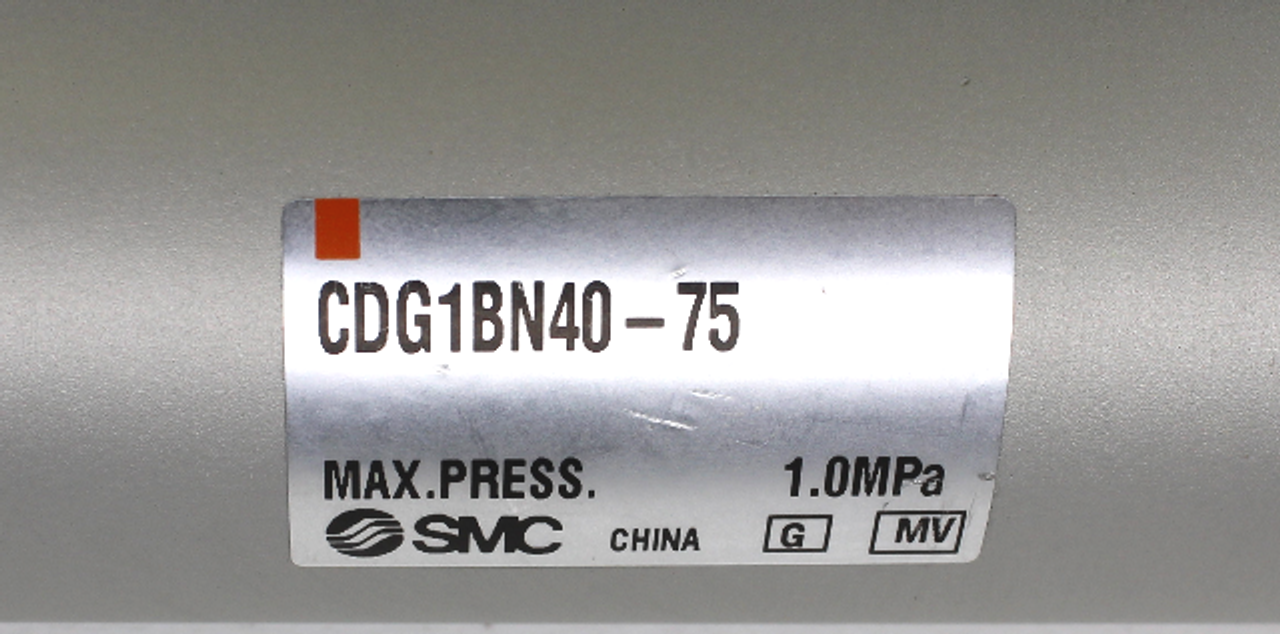 CDG1BN40-75
MAX.PRESS. 1.0MPa
SMC CHINA G MV